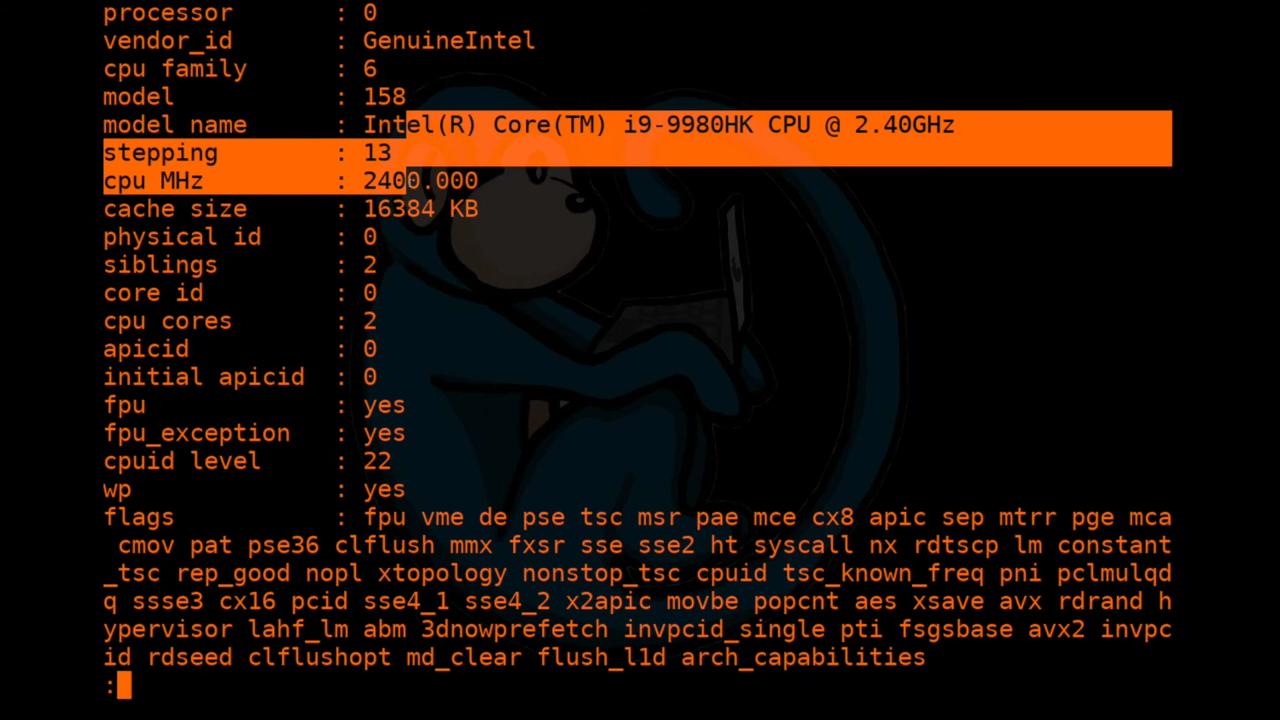 processor       : 0
vendor_id       : GenuineIntel
cpu family      : 6
model           : 158
model name      : Intel(R) Core(TM) i9-9980HK CPU @ 2.40GHz
stepping        : 13
cpu MHz         : 2400.000
cache size      : 16384 KB
physical id     : 0
siblings        : 2
core id         : 0
cpu cores       : 2
apicid          : 0
initial apicid  : 0
fpu             : yes
fpu_exception   : yes
cpuid level     : 22
wp              : yes
flags           : fpu vme de pse tsc msr pae mce cx8 apic sep mtrr pge mca
 cmov pat pse36 clflush mmx fxsr sse sse2 ht syscall nx rdtscp lm constant
_tsc rep_good nopl xtopology nonstop_tsc cpuid tsc_known_freq pni pclmulqd
q ssse3 cx16 pcid sse4_1 sse4_2 x2apic movbe popcnt aes xsave avx rdrand h
ypervisor lahf_lm abm 3dnowprefetch invpcid_single pti fsgsbase avx2 invpc
id rdseed clflushopt md_clear flush_l1d arch_capabilities
: